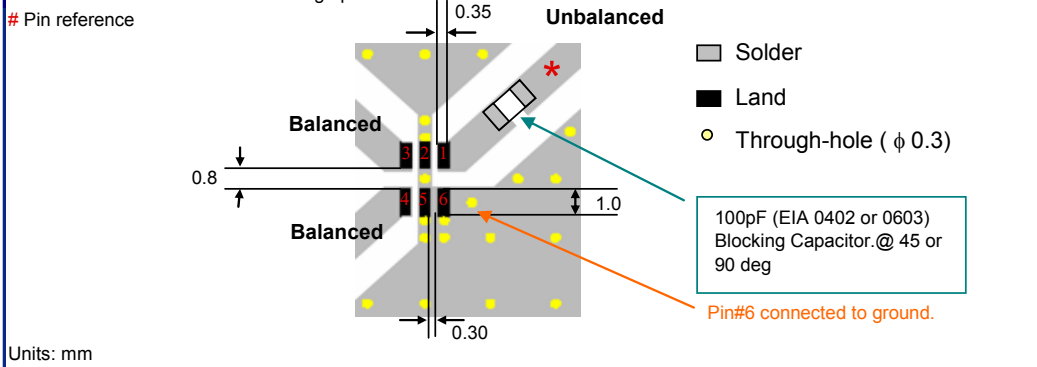 # Pin reference
0.35
Unbalanced
*
Solder
Land
Through-hole ( ϕ 0.3)
Balanced
3 2 1
0.8
4 5 6
1.0
Balanced
100pF (EIA 0402 or 0603)
Blocking Capacitor.@ 45 or
90 deg
Pin#6 connected to ground.
0.30
Units: mm